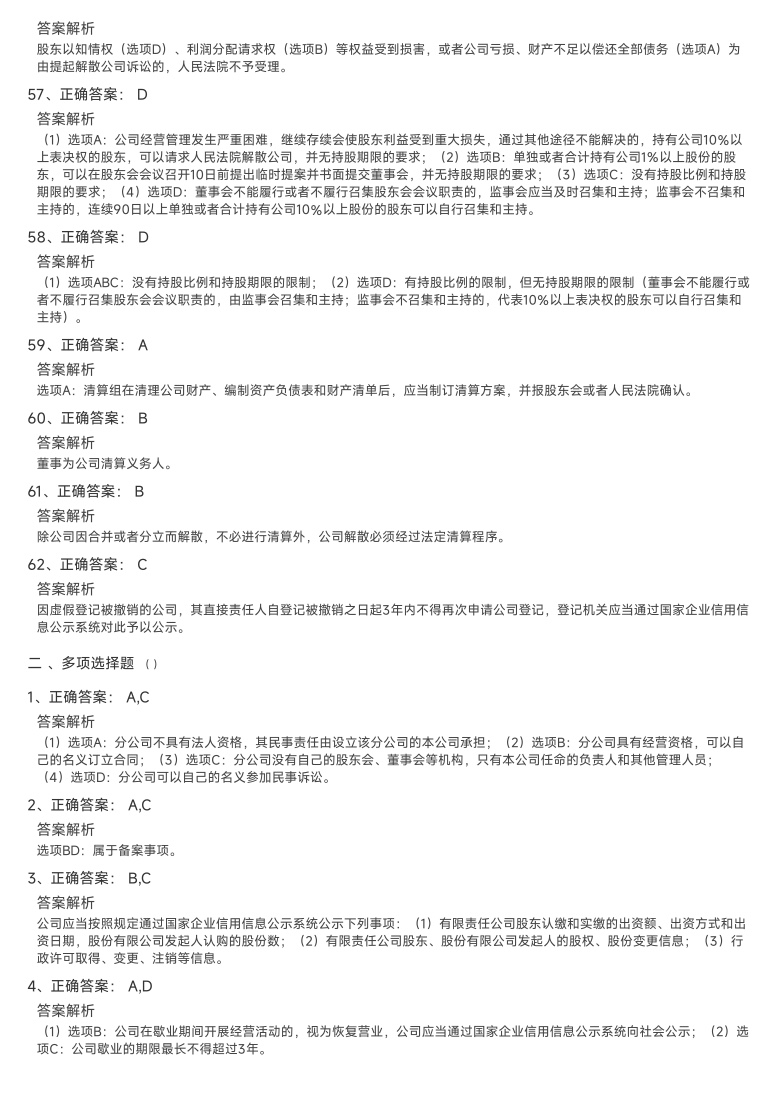 答案解析
股东以知情权（选项D）、利润分配请求权（选项B）等权益受到损害，或者公司亏损、财产不足以偿还全部债务（选项A）为
由提起解散公司诉讼的，人民法院不予受理。
57、正确答案： D
答案解析
（1）选项A：公司经营管理发生严重困难，继续存续会使股东利益受到重大损失，通过其他途径不能解决的，持有公司10%以
上表决权的股东，可以请求人民法院解散公司，并无持股期限的要求；（2）选项B：单独或者合计持有公司1%以上股份的股
东，可以在股东会会议召开10日前提出临时提案并书面提交董事会，并无持股期限的要求；（3）选项C：没有持股比例和持股
期限的要求；（4）选项D：董事会不能履行或者不履行召集股东会会议职责的，监事会应当及时召集和主持；监事会不召集和
主持的，连续90日以上单独或者合计持有公司10%以上股份的股东可以自行召集和主持。
58、正确答案： D
答案解析
（1）选项ABC：没有持股比例和持股期限的限制；（2）选项D：有持股比例的限制，但无持股期限的限制（董事会不能履行或
者不履行召集股东会会议职责的，由监事会召集和主持；监事会不召集和主持的，代表10%以上表决权的股东可以自行召集和
主持）。
59、正确答案： A
答案解析
选项A：清算组在清理公司财产、编制资产负债表和财产清单后，应当制订清算方案，并报股东会或者人民法院确认。
60、正确答案： B
答案解析
董事为公司清算义务人。
61、正确答案： B
答案解析
除公司因合并或者分立而解散，不必进行清算外，公司解散必须经过法定清算程序。
62、正确答案： C
答案解析
因虚假登记被撤销的公司，其直接责任人自登记被撤销之日起3年内不得再次申请公司登记，登记机关应当通过国家企业信用信
息公示系统对此予以公示。
二 、多项选择题 （ ）
1、正确答案： A,C
答案解析
（1）选项A：分公司不具有法人资格，其民事责任由设立该分公司的本公司承担；（2）选项B：分公司具有经营资格，可以自
己的名义订立合同；（3）选项C：分公司没有自己的股东会、董事会等机构，只有本公司任命的负责人和其他管理人员；
（4）选项D：分公司可以自己的名义参加民事诉讼。
2、正确答案： A,C
答案解析
选项BD：属于备案事项。
3、正确答案： B,C
答案解析
公司应当按照规定通过国家企业信用信息公示系统公示下列事项：（1）有限责任公司股东认缴和实缴的出资额、出资方式和出
资日期，股份有限公司发起人认购的股份数；（2）有限责任公司股东、股份有限公司发起人的股权、股份变更信息；（3）行
政许可取得、变更、注销等信息。
4、正确答案： A,D
答案解析
（1）选项B：公司在歇业期间开展经营活动的，视为恢复营业，公司应当通过国家企业信用信息公示系统向社会公示；（2）选
项C：公司歇业的期限最长不得超过3年。